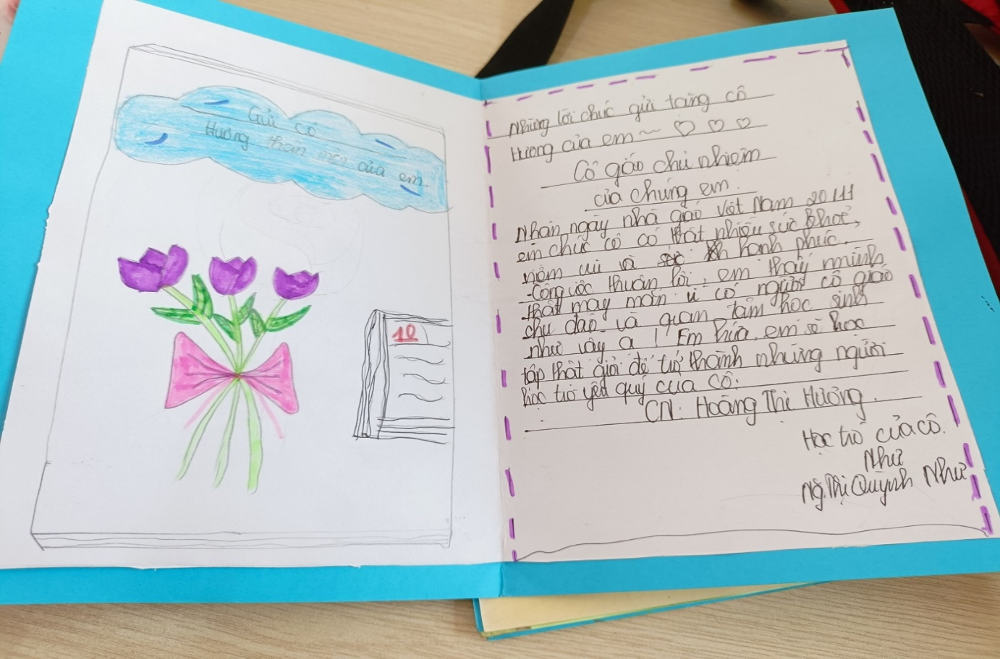 Gửi cô
Hương thân mến của em
10
Những lời chúc gửi tặng cô
Hương của em ~ ♡ ♡ ♡
Cô gáo chủ nhiệm
của chúng em.
Nhân ngày nhà gáo Việt Nam 20/11
em chúc cô có thật nhiều sức khoẻ,
niềm vui và hạnh phúc.
-Công việc thuận lợi, em thấy mình
thật may mắn vì có người cô giáo
chu đáo và quan tâm học sinh
như vậy ạ! Em hứa, em sẽ học
tập thật giỏi để trở thành những người
học trò yêu quý của cô.
CN: Hoàng Thị Hương.
Học trò của cô.
Như
Ng.Thị Quỳnh Như